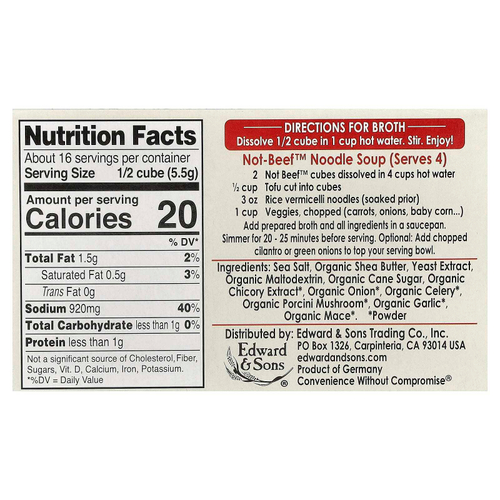 Nutrition Facts
About 16 servings per container
Serving Size 1/2 cube (5.5g)
Amount per serving
Calories 20
% DV*
Total Fat 1.5g 2%
Saturated Fat 0.5g 3%
Trans Fat 0g
Sodium 920mg 40%
Total Carbohydrate less than 1g 0%
Protein less than 1g
Not a significant source of Cholesterol, Fiber,
Sugars, Vit. D, Calcium, Iron, Potassium.
*%DV = Daily Value
DIRECTIONS FOR BROTH
Dissolve 1/2 cube in 1 cup hot water. Stir. Enjoy!
Not-Beef™ Noodle Soup (Serves 4)
2 Not Beef™ cubes dissolved in 4 cups hot water
½ cup Tofu cut into cubes
3 oz Rice vermicelli noodles (soaked prior)
1 cup Veggies, chopped (carrots, onions, baby corn...)
Add prepared broth and all ingredients in a saucepan.
Simmer for 20 - 25 minutes before serving. Optional: Add chopped
cilantro or green onions to top your serving bowl.
Ingredients: Sea Salt, Organic Shea Butter, Yeast Extract,
Organic Maltodextrin, Organic Cane Sugar, Organic
Chicory Extract*, Organic Onion*, Organic Celery*,
Organic Porcini Mushroom*, Organic Garlic*,
Organic Mace*. *Powder
Distributed by: Edward & Sons Trading Co., Inc.
PO Box 1326, Carpinteria, CA 93014 USA
edwardandsons.com
Product of Germany
Convenience Without Compromise®
Edward
& Sons
®